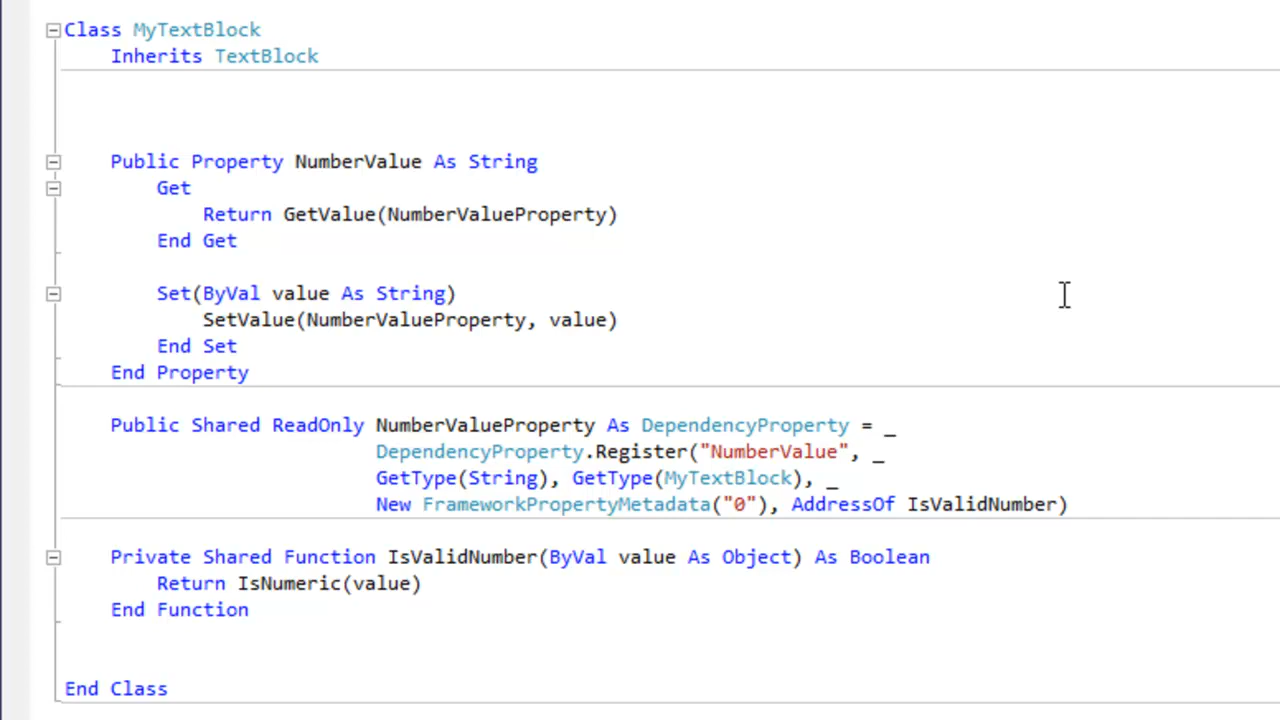 Class MyTextBlock
Inherits TextBlock
Public Property NumberValue As String
Get
Return GetValue(NumberValueProperty)
End Get
Set(ByVal value As String)
SetValue(NumberValueProperty, value)
End Set
End Property
Public Shared ReadOnly NumberValueProperty As DependencyProperty = _
DependencyProperty.Register("NumberValue", _
GetType(String), GetType(MyTextBlock), _
New FrameworkPropertyMetadata("0"), AddressOf IsValidNumber)
Private Shared Function IsValidNumber(ByVal value As Object) As Boolean
Return IsNumeric(value)
End Function
End Class